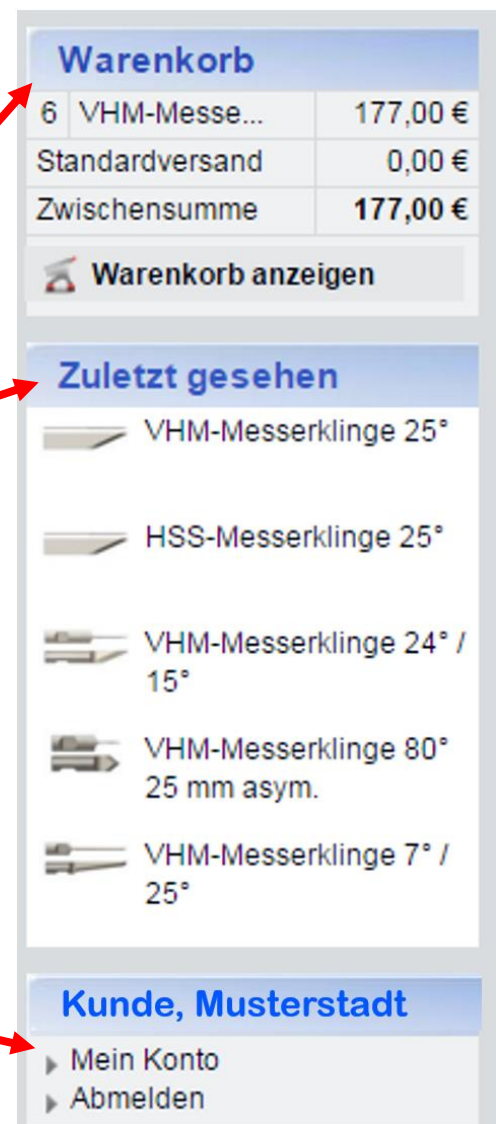 Warenkorb
6 VHM-Messe... 177,00 €
Standardversand 0,00 €
Zwischensumme 177,00 €
Warenkorb anzeigen
Zuletzt gesehen
VHM-Messerklinge 25°
HSS-Messerklinge 25°
VHM-Messerklinge 24° /
15°
VHM-Messerklinge 80°
25 mm asym.
VHM-Messerklinge 7° /
25°
Kunde, Musterstadt
Mein Konto
Abmelden